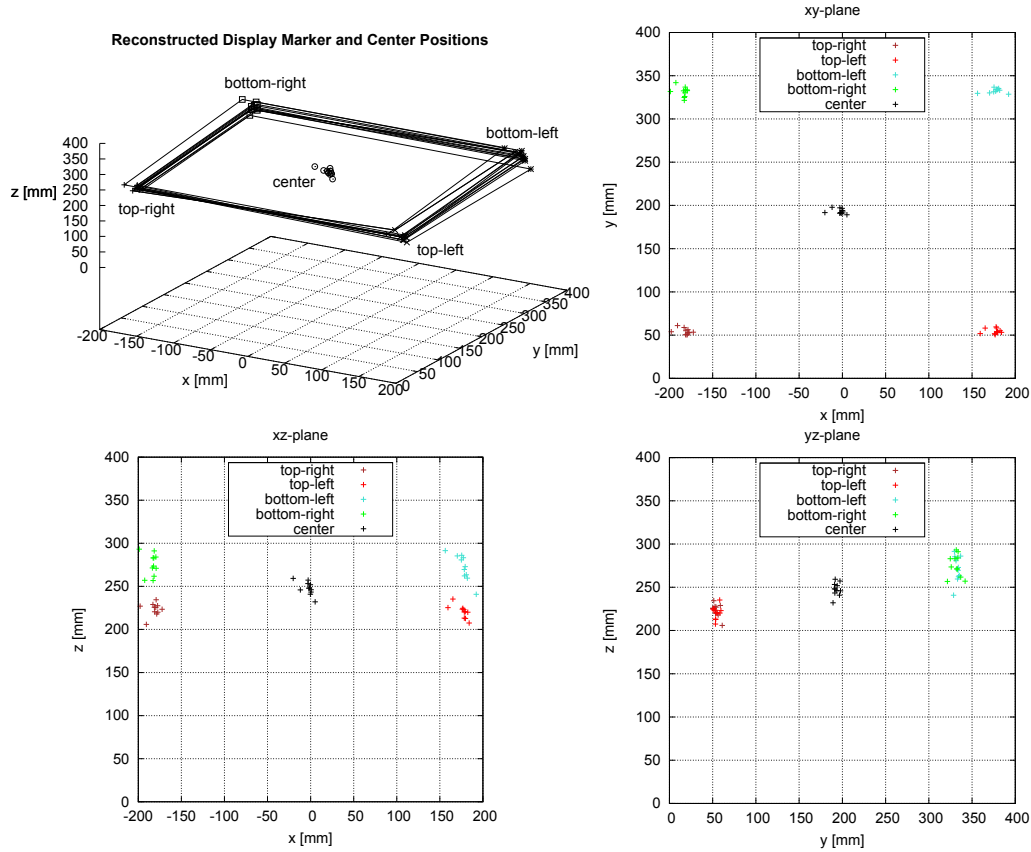 Reconstructed Display Marker and Center Positions
bottom-right
bottom-left
center
top-right
top-left
z [mm]
400
350
300
250
200
150
100
50
0
-200
-150
-100
-50
0
50
100
150
200
x [mm]
0
50
100
150
200
250
300
350
400
y [mm]
xy-plane
top-right
top-left
bottom-left
bottom-right
center
400
350
300
250
200
150
100
50
0
y [mm]
-200 -150 -100 -50 0 50 100 150 200
x [mm]
xz-plane
top-right
top-left
bottom-left
bottom-right
center
400
350
300
250
200
150
100
50
0
z [mm]
-200 -150 -100 -50 0 50 100 150 200
x [mm]
yz-plane
top-right
top-left
bottom-left
bottom-right
center
400
350
300
250
200
150
100
50
0
z [mm]
0 50 100 150 200 250 300 350 400
y [mm]